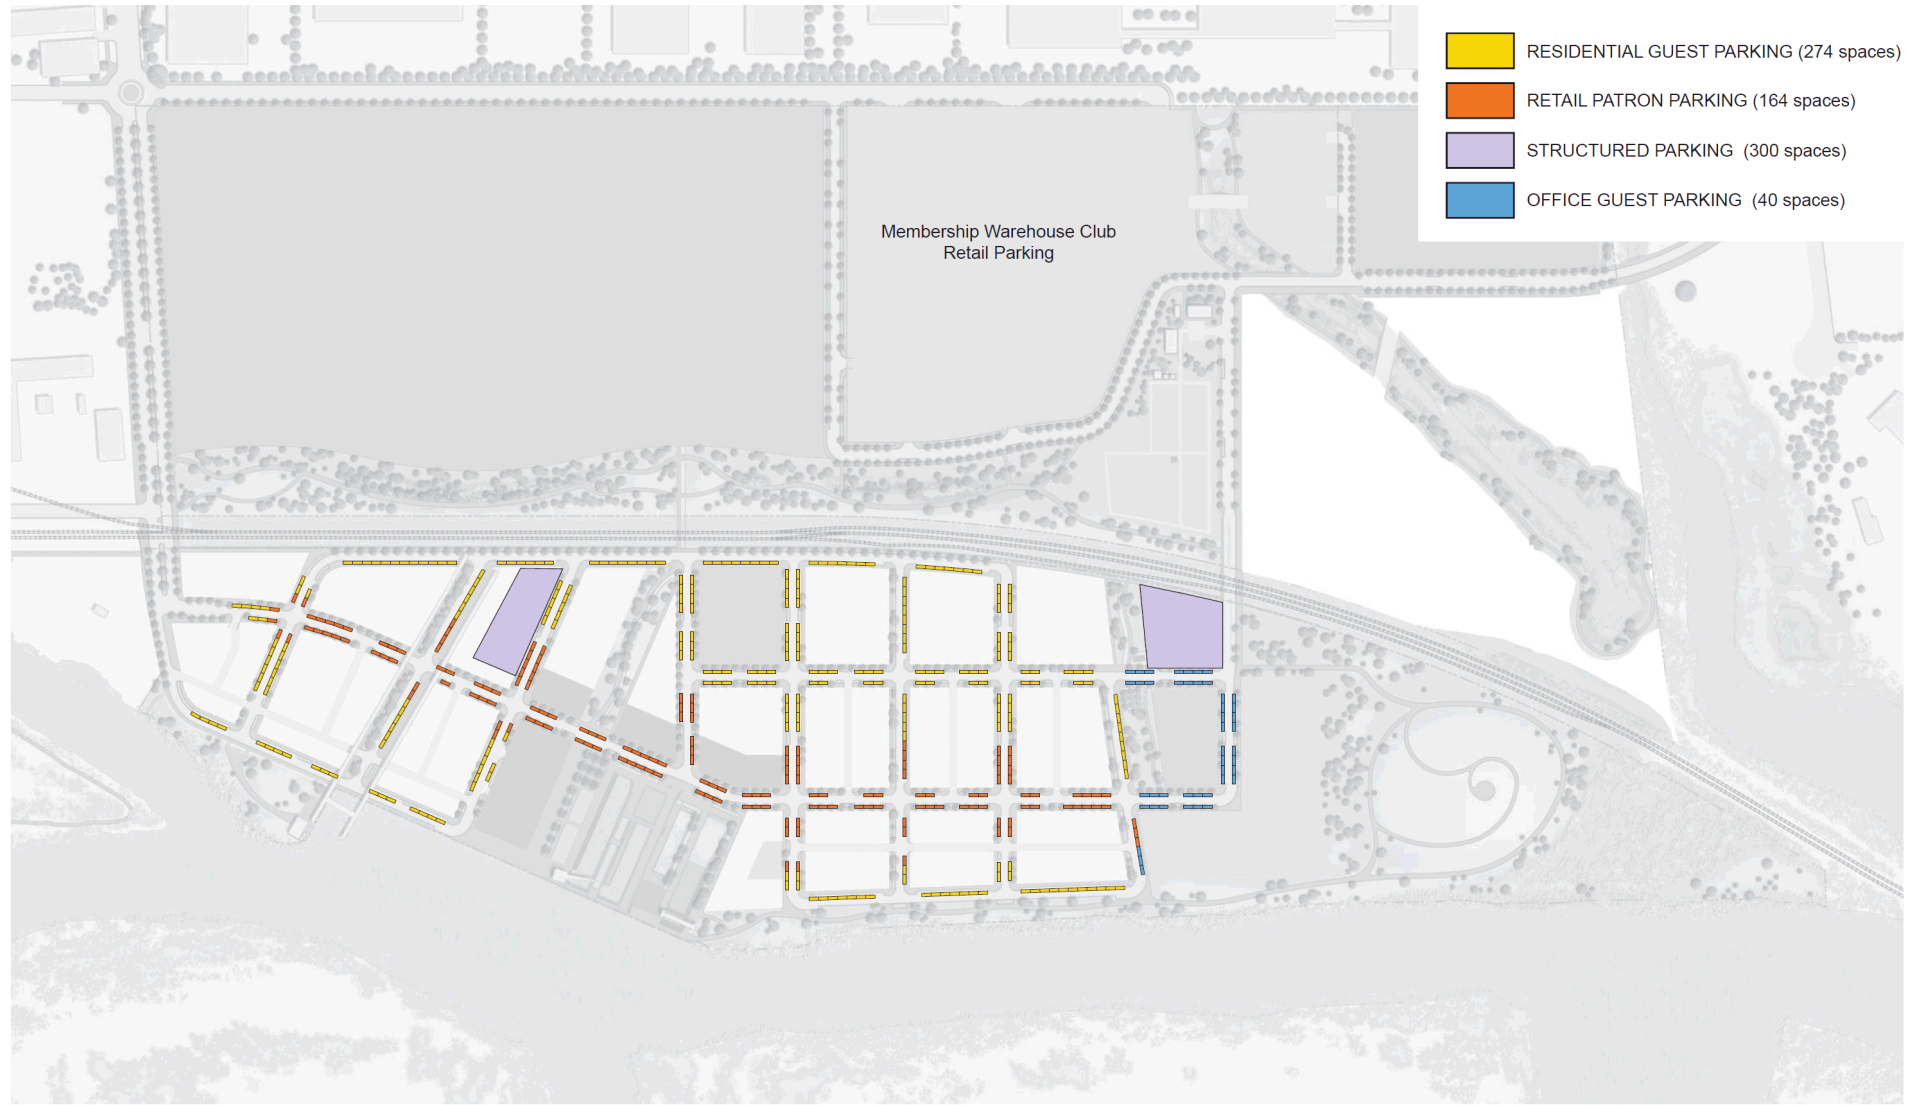 RESIDENTIAL GUEST PARKING (274 spaces)
RETAIL PATRON PARKING (164 spaces)
STRUCTURED PARKING (300 spaces)
OFFICE GUEST PARKING (40 spaces)
Membership Warehouse Club
Retail Parking